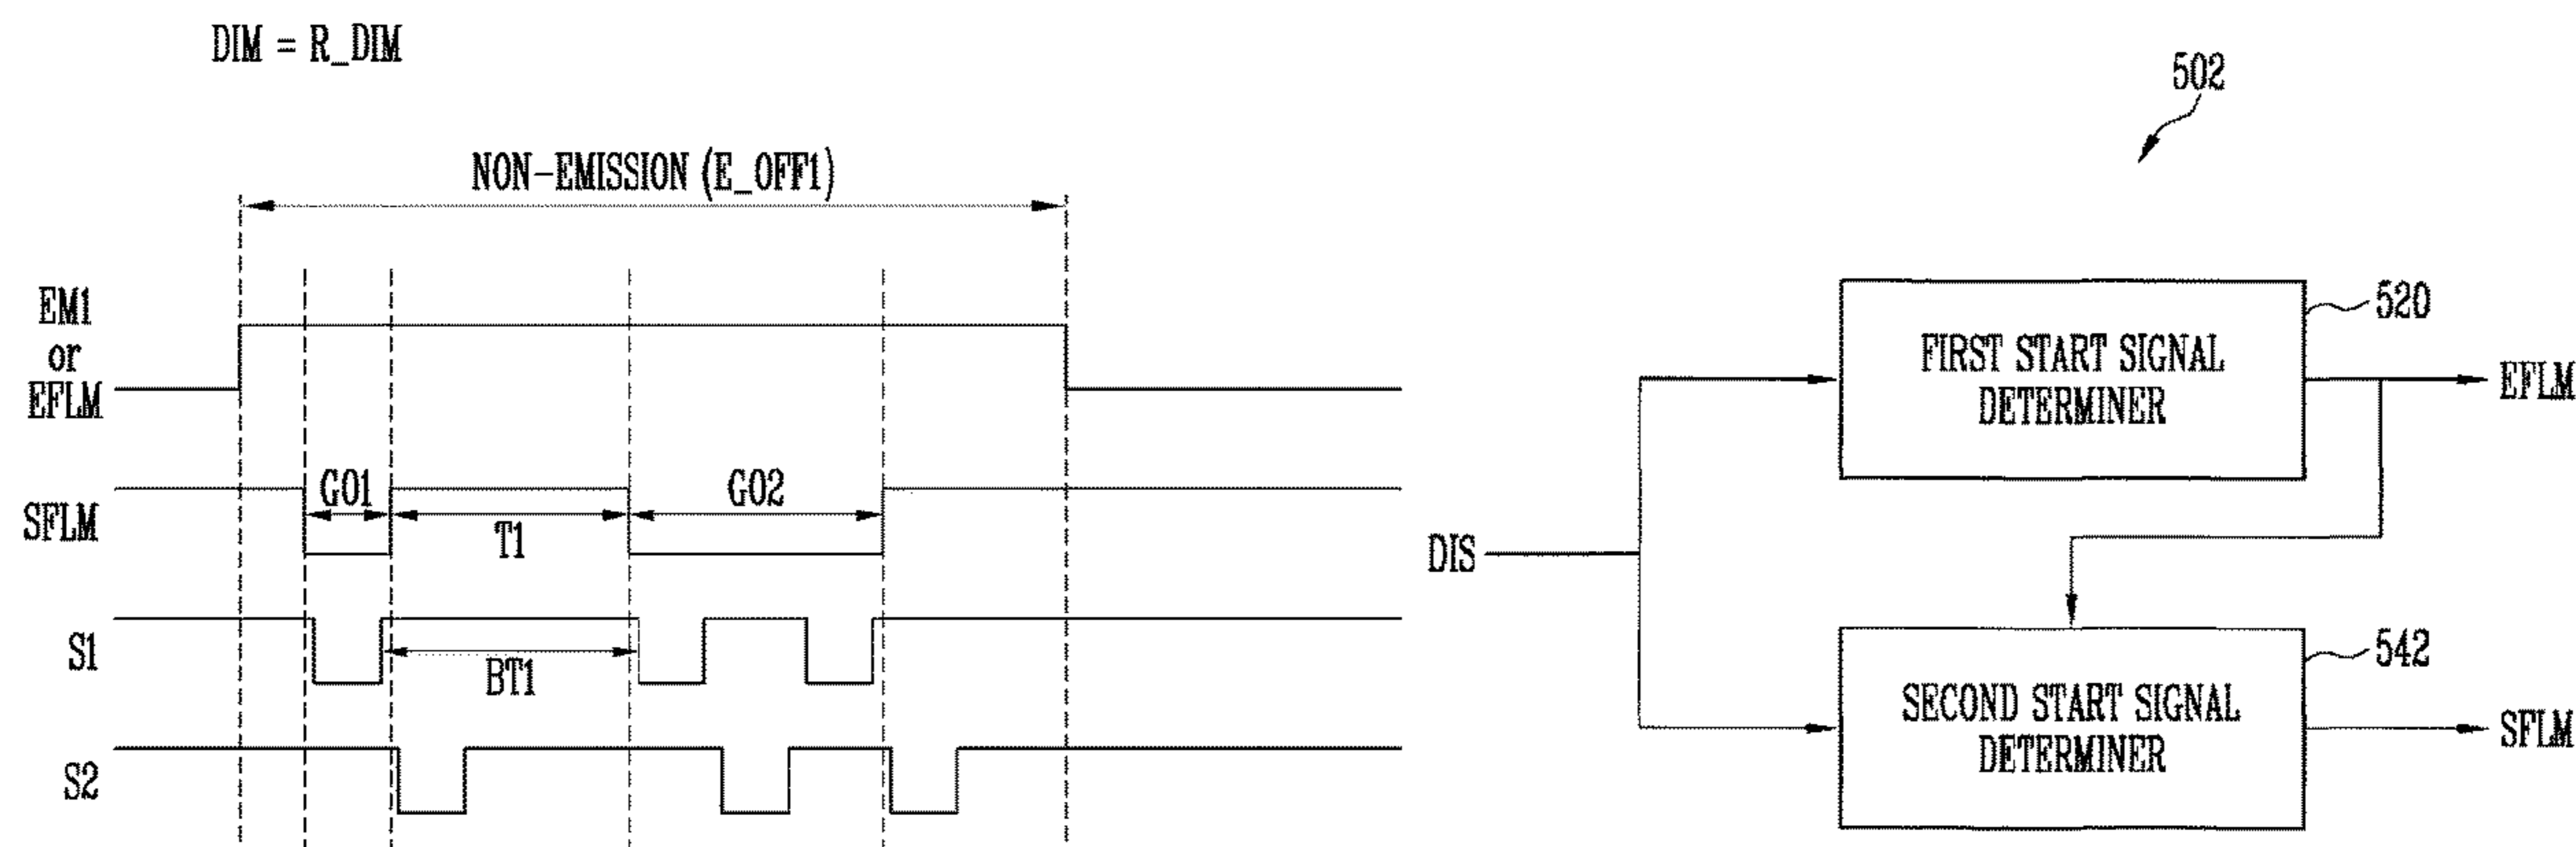 DIM = R_DIM
NON-EMISSION (E_OFF1)
EM1
or
EFLM
SFLM
GO1
T1
GO2
S1
BT1
S2
502
FIRST START SIGNAL
DETERMINER
520
EFLM
DIS
SECOND START SIGNAL
DETERMINER
542
SFLM